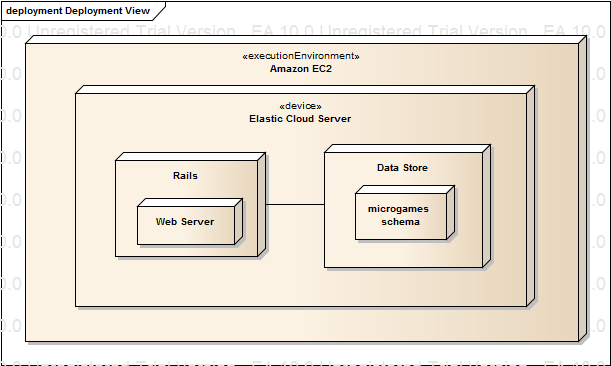 deployment Deployment View
0.0 Unregistered Trial Version EA 10.0 Unregistered Trial Version EA 10.0
«executionEnvironment»
Amazon EC2
«device»
Elastic Cloud Server
Rails
Data Store
Web Server
microgames
schema